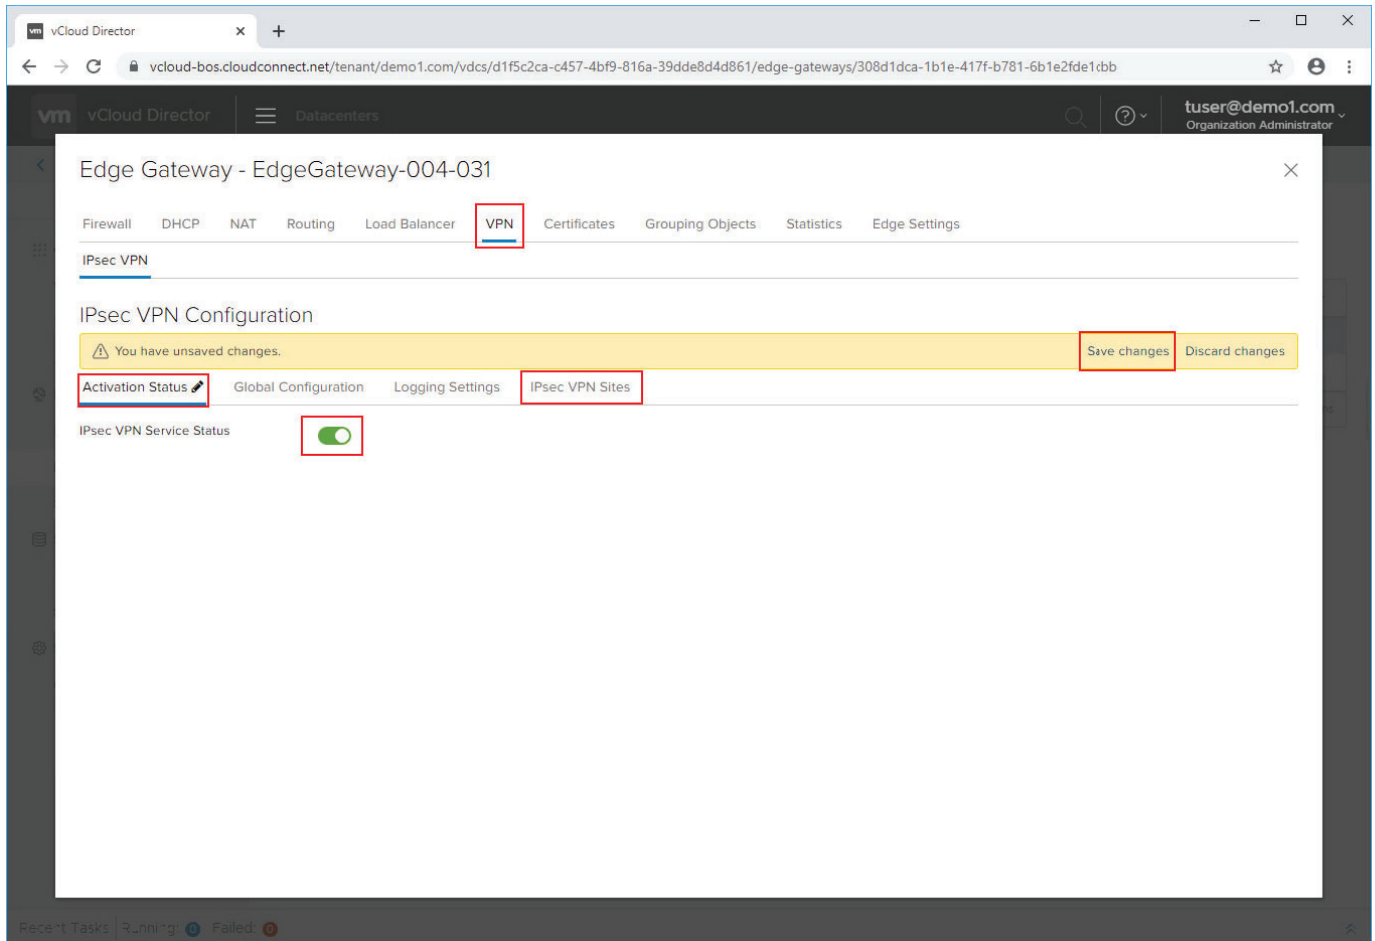 vm vCloud Director
vcloud-bos.cloudconnect.net/tenant/demo1.com/vdcs/d1f5c2ca-c457-4bf9-816a-39dde8d4d861/edge-gateways/308d1dca-1b1e-417f-b781-6b1e2fde1cbb
vm vCloud Director Datacenters tuser@demo1.com
Organization Administrator
Edge Gateway - EdgeGateway-004-031
Firewall DHCP NAT Routing Load Balancer VPN Certificates Grouping Objects Statistics Edge Settings
IPsec VPN
IPsec VPN Configuration
You have unsaved changes. Save changes Discard changes
Activation Status Global Configuration Logging Settings IPsec VPN Sites
IPsec VPN Service Status
Recent Tasks Running: 0 Failed: 0